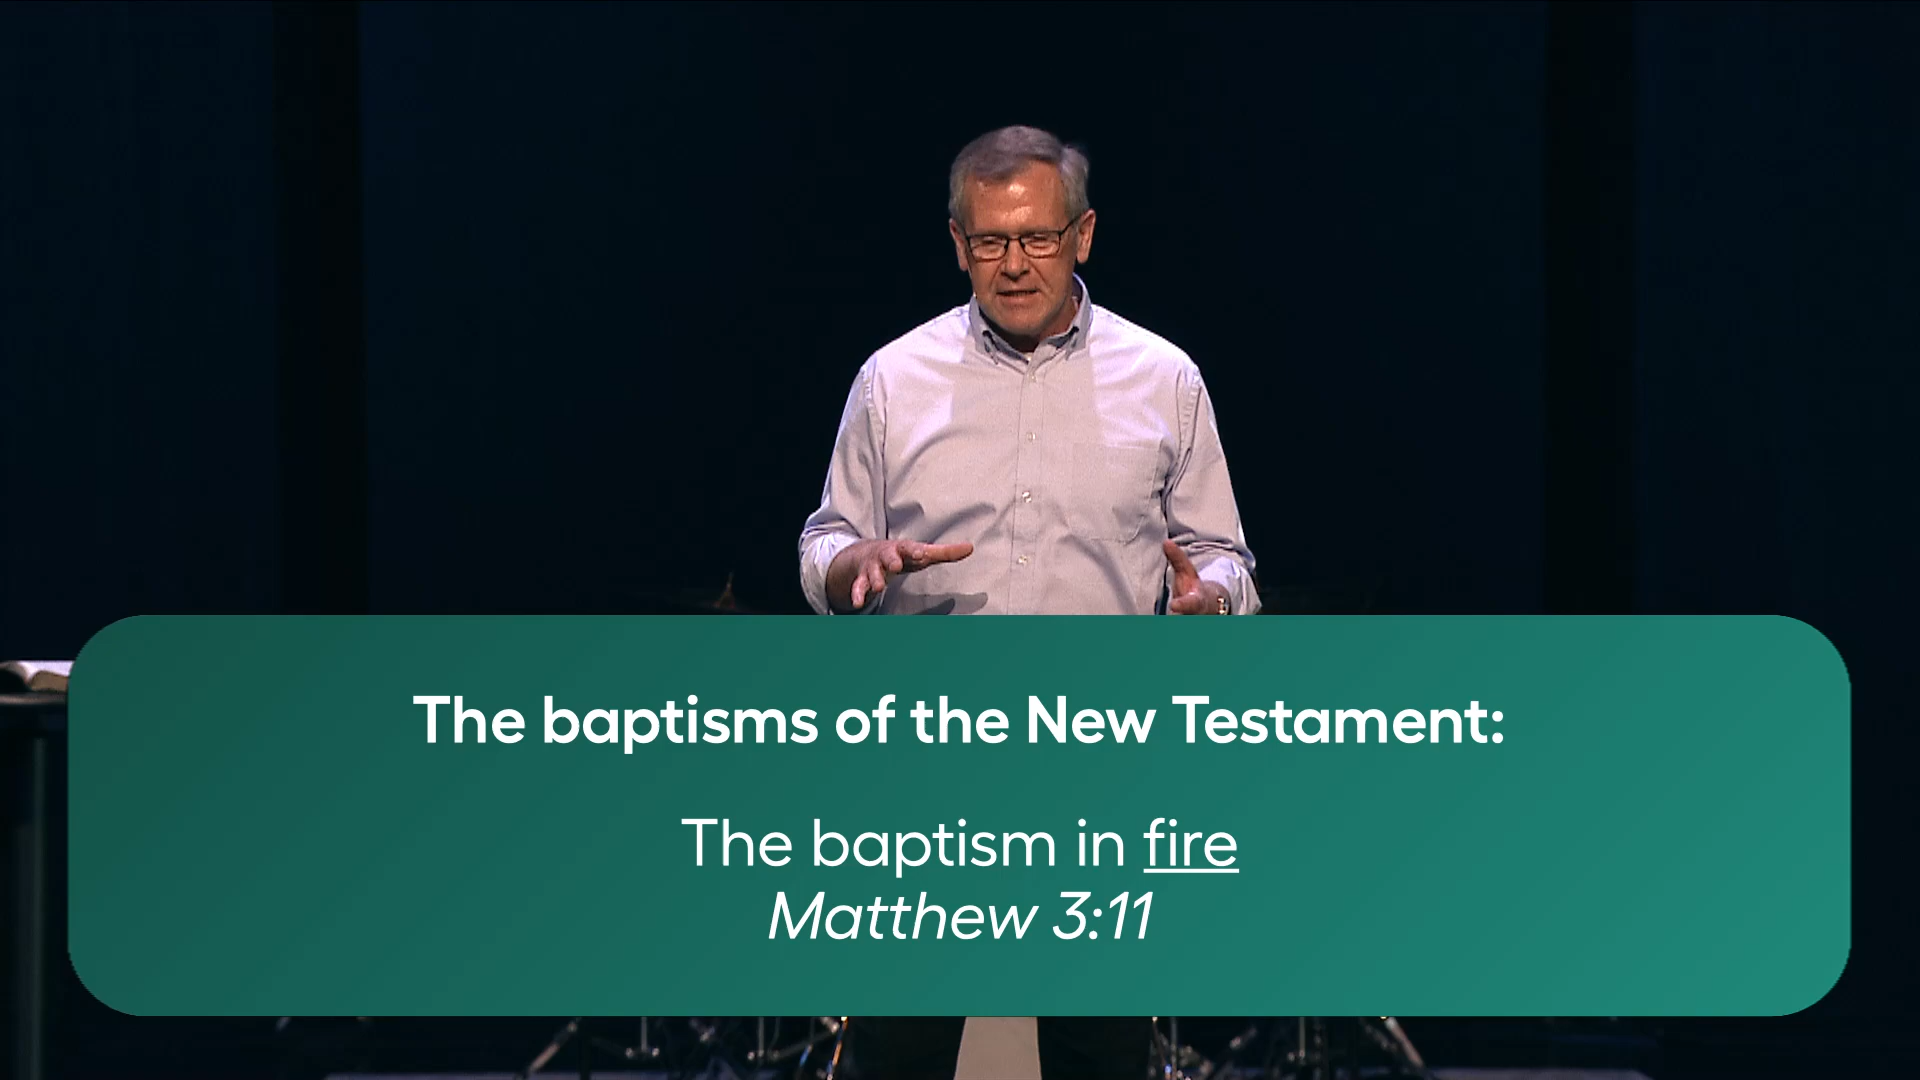 The baptisms of the New Testament:
The baptism in fire
Matthew 3:11